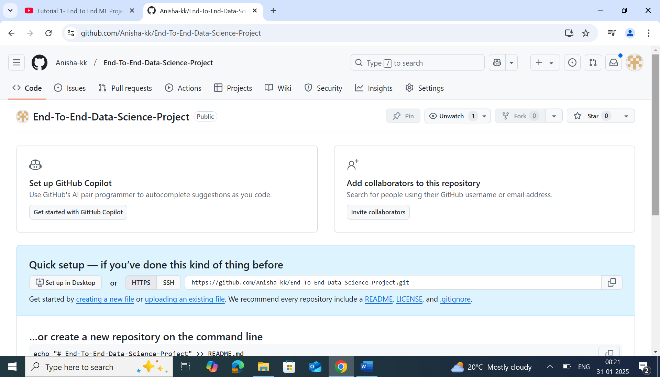 Tutorial 1- End To End ML Proje
Anisha-kk/End-To-End-Data-Sc
github.com/Anisha-kk/End-To-End-Data-Science-Project
Anisha-kk / End-To-End-Data-Science-Project
Type / to search
Code Issues Pull requests Actions Projects Wiki Security Insights Settings
End-To-End-Data-Science-Project Public
Pin Unwatch 1 Fork 0 Star 0
Set up GitHub Copilot
Use GitHub's AI pair programmer to autocomplete suggestions as you code.
Get started with GitHub Copilot
Add collaborators to this repository
Search for people using their GitHub username or email address.
Invite collaborators
Quick setup — if you've done this kind of thing before
Set up in Desktop or HTTPS SSH https://github.com/Anisha-kk/End-To-End-Data-Science-Project.git
Get started by creating a new file or uploading an existing file. We recommend every repository include a README, LICENSE, and .gitignore.
...or create a new repository on the command line
echo "# End-To-End-Data-Science-Project" >> README.md
Type here to search
20°C Mostly cloudy
ENG
00:21
31-01-2025
2